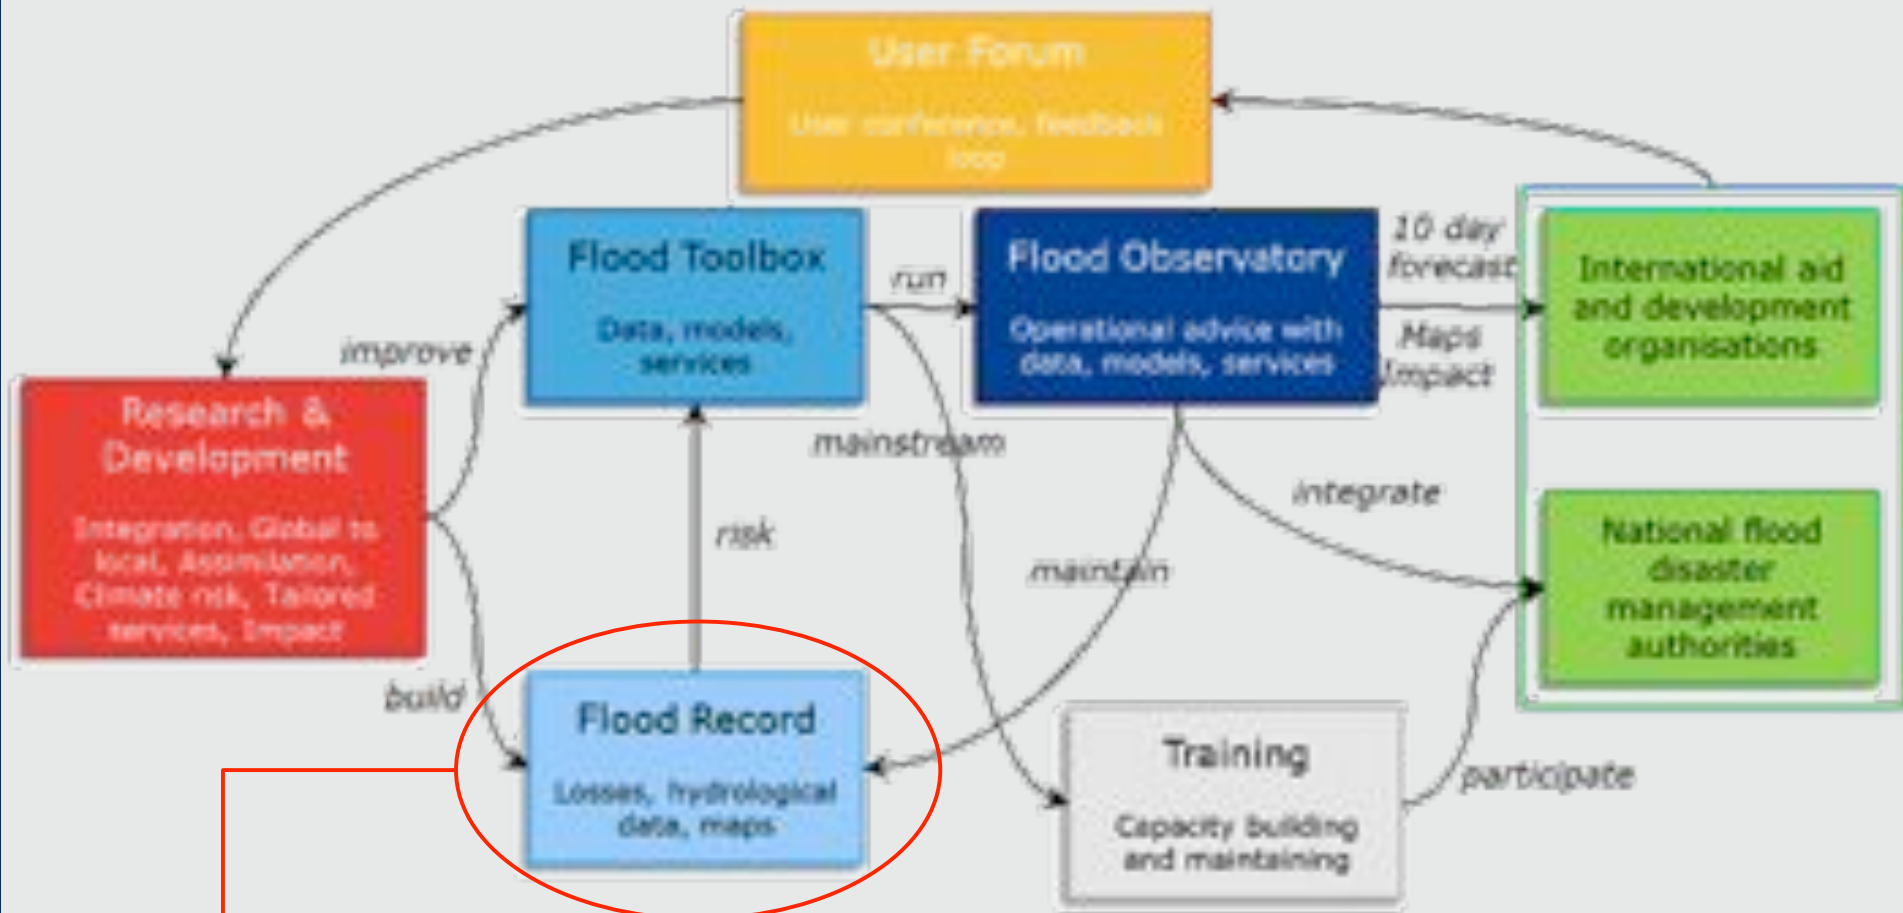 User Forum
User conference, feedback
loop
Flood Toolbox
Data, models,
services
run
Flood Observatory
Operational advice with
data, models, services
10 day
forecast
Maps
Impact
International aid
and development
organisations
improve
Research &
Development
Integration, Global to
local, Assimilation,
Climate risk, Tailored
services, Impact
mainstream
integrate
risk
maintain
National flood
disaster
management
authorities
build
Flood Record
Losses, hydrological
data, maps
Training
Capacity building
and maintaining
participate